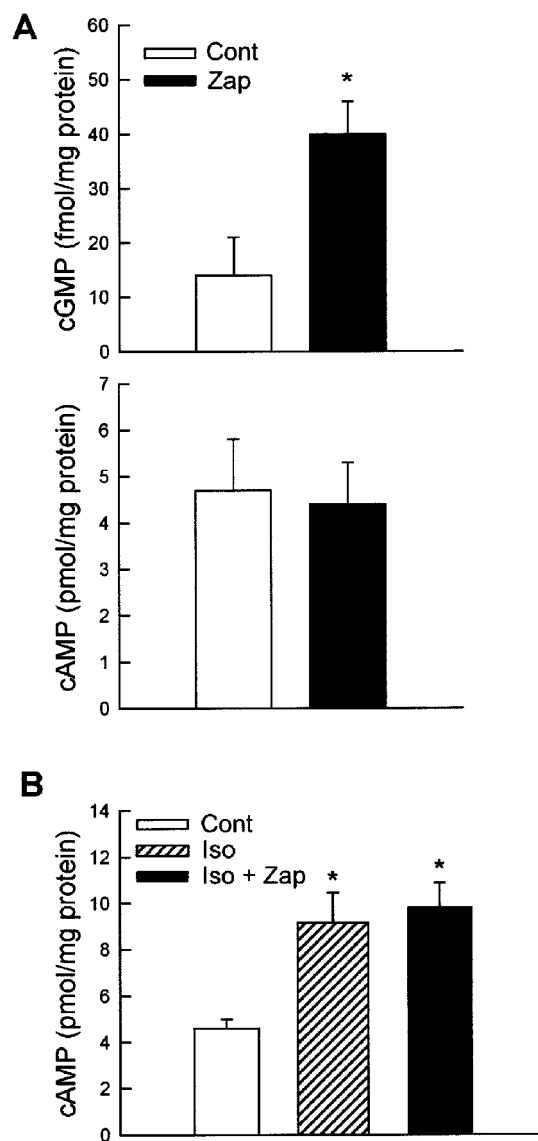 A
Cont
Zap
*
60
50
40
30
20
10
0
cGMP (fmol/mg protein)
7
6
5
4
3
2
1
0
cAMP (pmol/mg protein)
B
Cont
Iso
Iso + Zap
*
*
14
12
10
8
6
4
2
0
cAMP (pmol/mg protein)